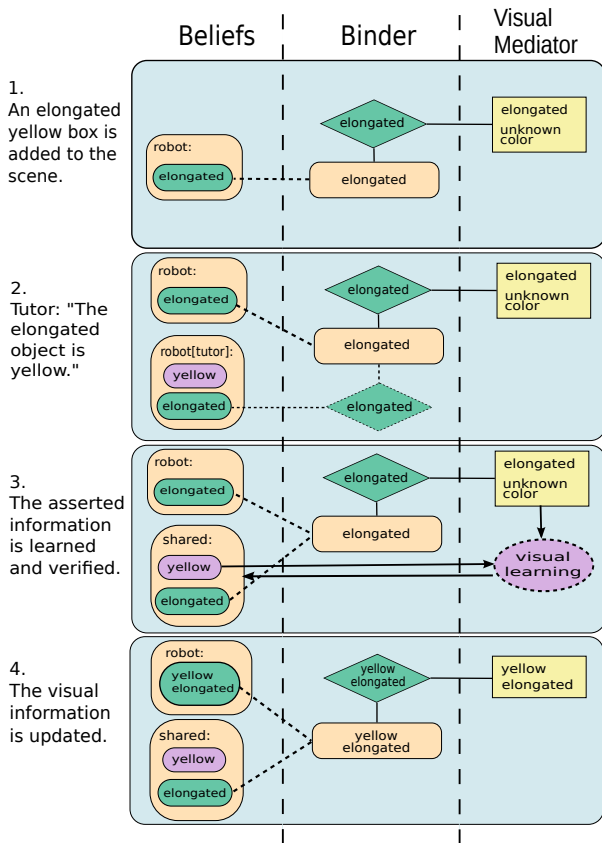 Beliefs
Binder
Visual
Mediator
1.
An elongated
yellow box is
added to the
scene.
robot:
elongated
elongated
elongated
elongated
unknown
color
2.
Tutor: "The
elongated
object is
yellow."
robot:
elongated
robot[tutor]:
yellow
elongated
elongated
elongated
elongated
elongated
unknown
color
3.
The asserted
information
is learned
and verified.
robot:
elongated
shared:
yellow
elongated
elongated
elongated
elongated
unknown
color
visual
learning
4.
The visual
information
is updated.
robot:
yellow
elongated
shared:
yellow
elongated
yellow
elongated
yellow
elongated
yellow
elongated